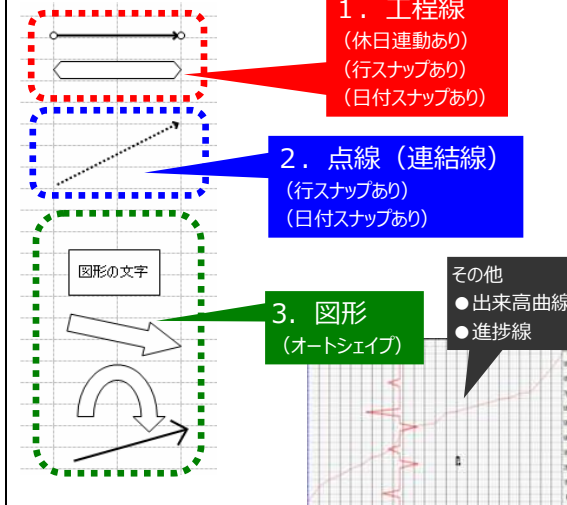 1．工程線
（休日連動あり）
（行スナップあり）
（日付スナップあり）
2．点線（連結線）
（行スナップあり）
（日付スナップあり）
図形の文字
3．図形
（オートシェイプ）
その他
●出来高曲線
●進捗線